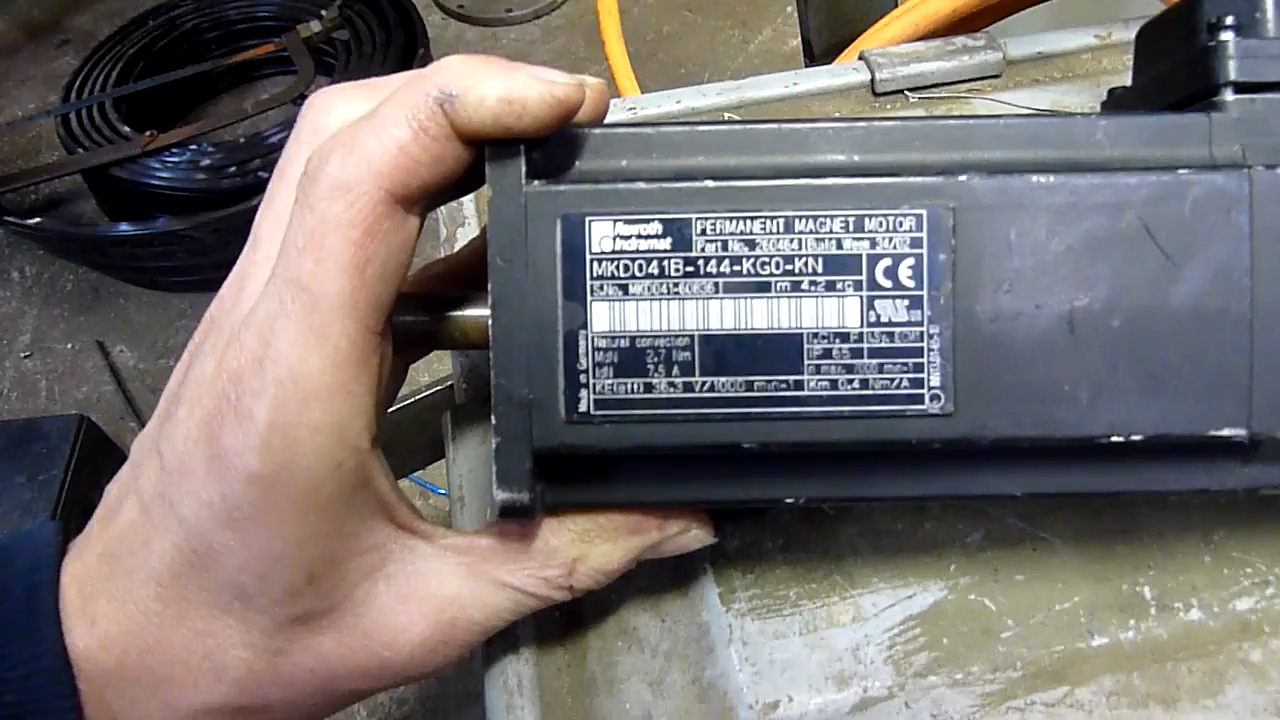 Rexroth
Indramat
PERMANENT MAGNET MOTOR
Part No. 260464 Build Week 34/02
MKD041B-144-KG0-KN
CE
S.No. MKD041-60836 m 4.2 kg
Natural convection I.Cl. F
MdN 2.7 Nm IP 65
IdN 7.5 A n max. 7000 min-1
KE(eff) 36.3 V/1000 min-1 Km 0.4 Nm/A
Made in Germany